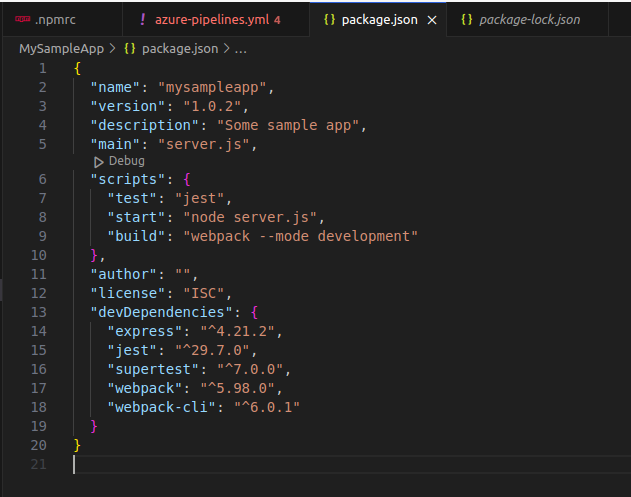 .npmrc ! azure-pipelines.yml 4 {} package.json × {} package-lock.json
MySampleApp > {} package.json > ...
1 {
2 "name": "mysampleapp",
3 "version": "1.0.2",
4 "description": "Some sample app",
5 "main": "server.js",
Debug
6 "scripts": {
7 "test": "jest",
8 "start": "node server.js",
9 "build": "webpack --mode development"
10 },
11 "author": "",
12 "license": "ISC",
13 "devDependencies": {
14 "express": "^4.21.2",
15 "jest": "^29.7.0",
16 "supertest": "^7.0.0",
17 "webpack": "^5.98.0",
18 "webpack-cli": "^6.0.1"
19 }
20 }
21